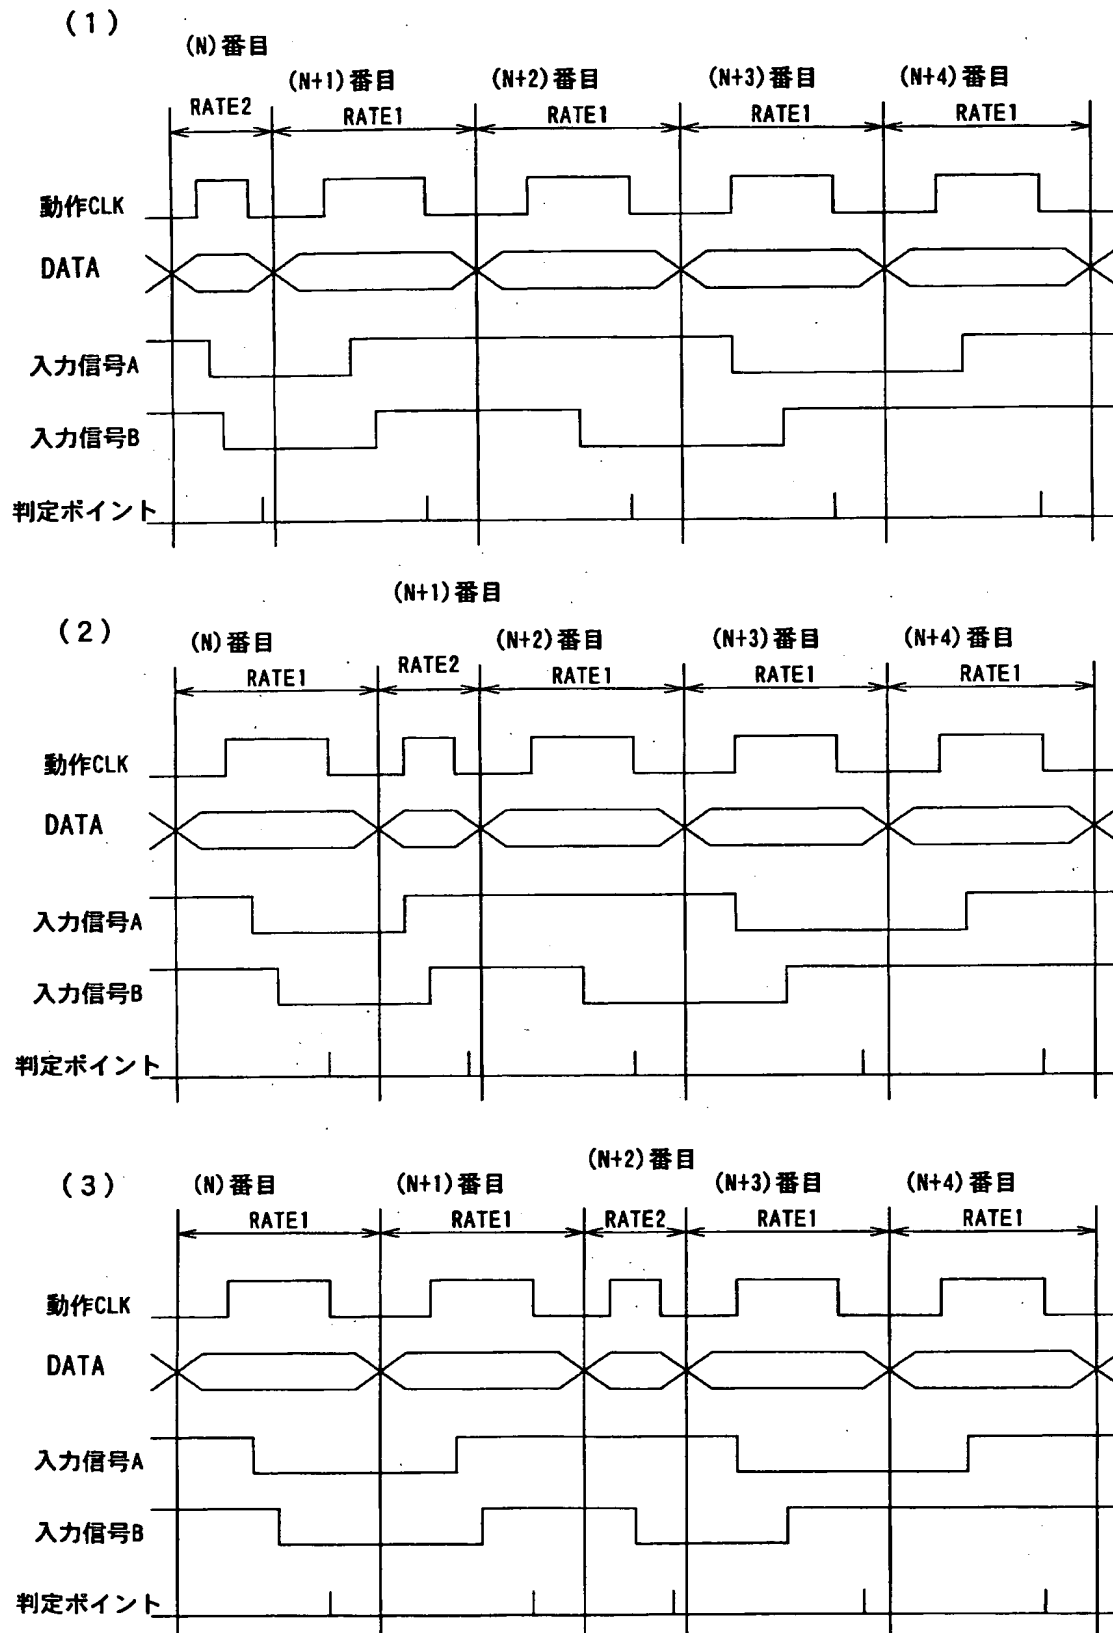 (1)
(N)番目
(N+1)番目 (N+2)番目 (N+3)番目 (N+4)番目
RATE2 RATE1 RATE1 RATE1 RATE1
動作CLK
DATA
入力信号A
入力信号B
判定ポイント
(N+1)番目
(2)
(N)番目 (N+2)番目 (N+3)番目 (N+4)番目
RATE1 RATE2 RATE1 RATE1 RATE1
動作CLK
DATA
入力信号A
入力信号B
判定ポイント
(N+2)番目
(3)
(N)番目 (N+1)番目 (N+3)番目 (N+4)番目
RATE1 RATE1 RATE2 RATE1 RATE1
動作CLK
DATA
入力信号A
入力信号B
判定ポイント